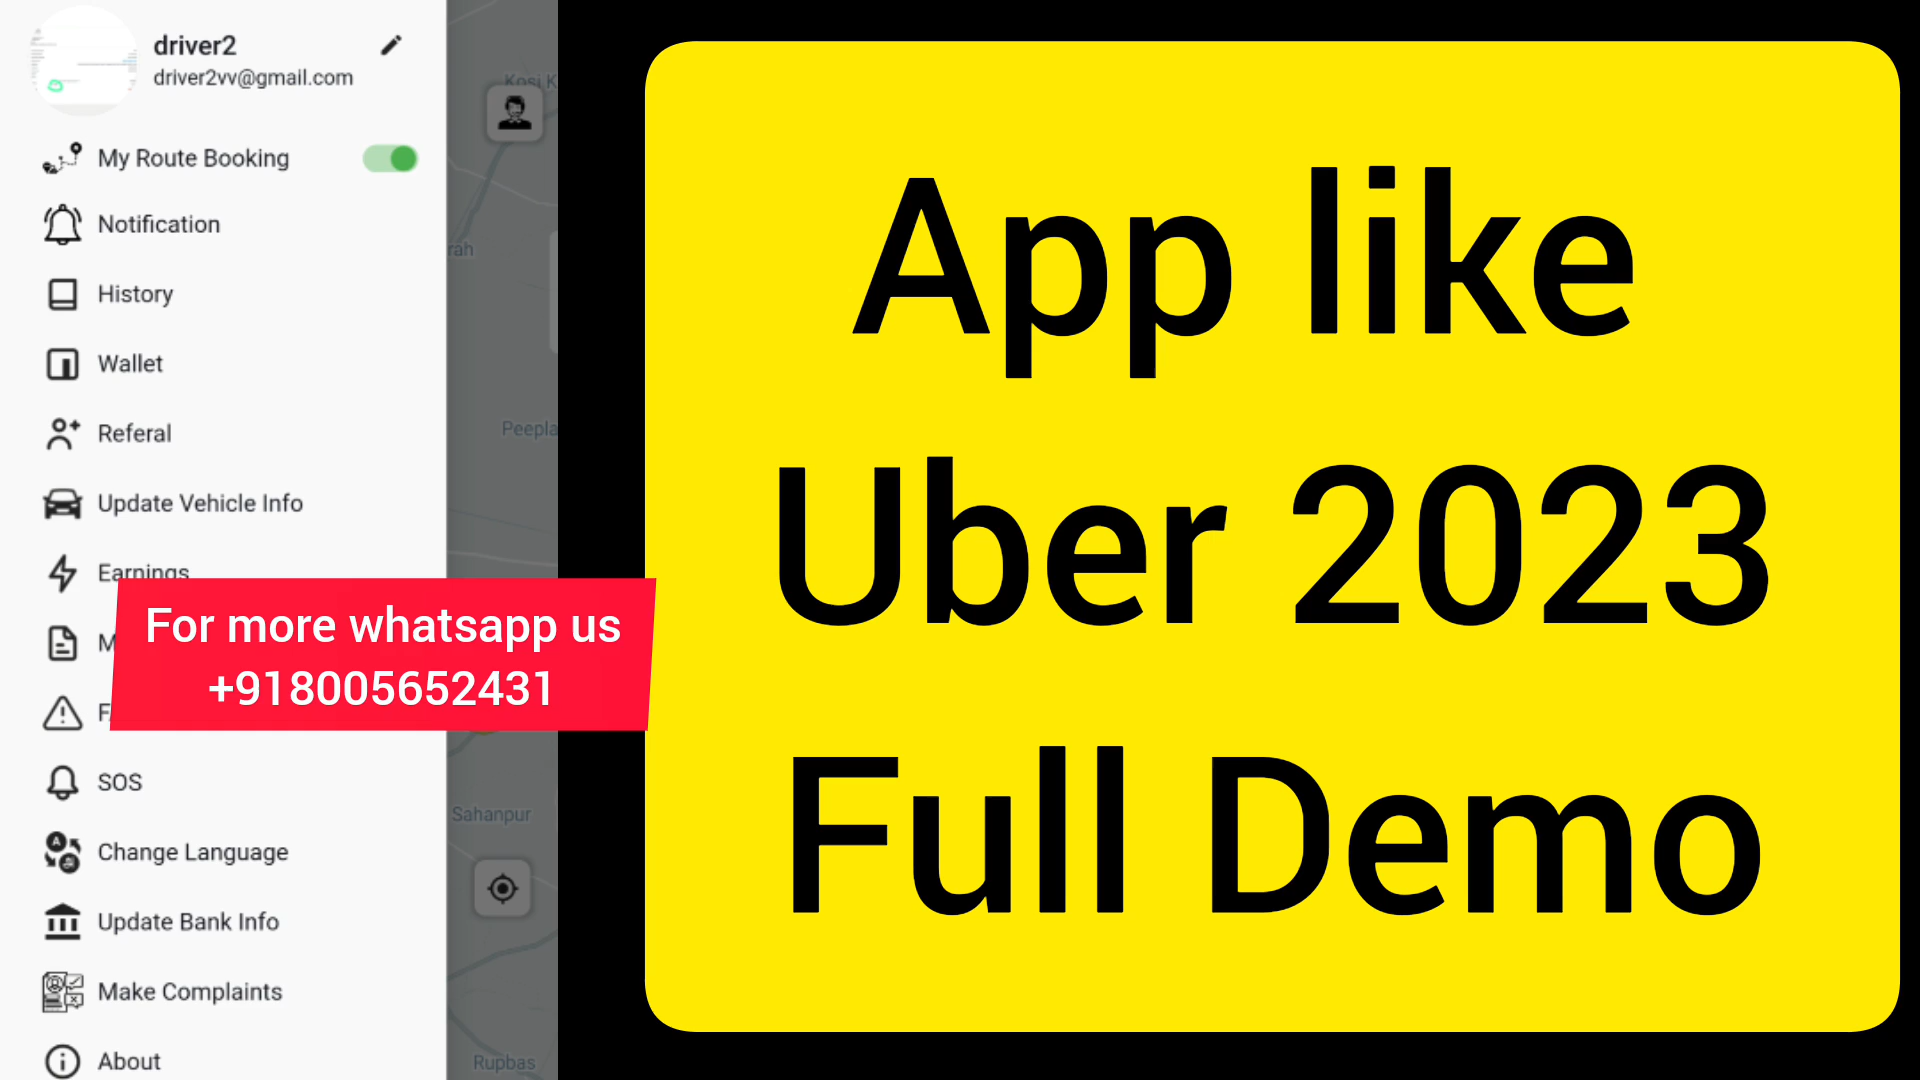 driver2
driver2vv@gmail.com
My Route Booking
Notification
History
Wallet
Referal
Update Vehicle Info
Earnings
SOS
Change Language
Update Bank Info
Make Complaints
About
Kosi K
rah
Peepla
Sahanpur
Rupbas
For more whatsapp us
+918005652431
App like
Uber 2023
Full Demo